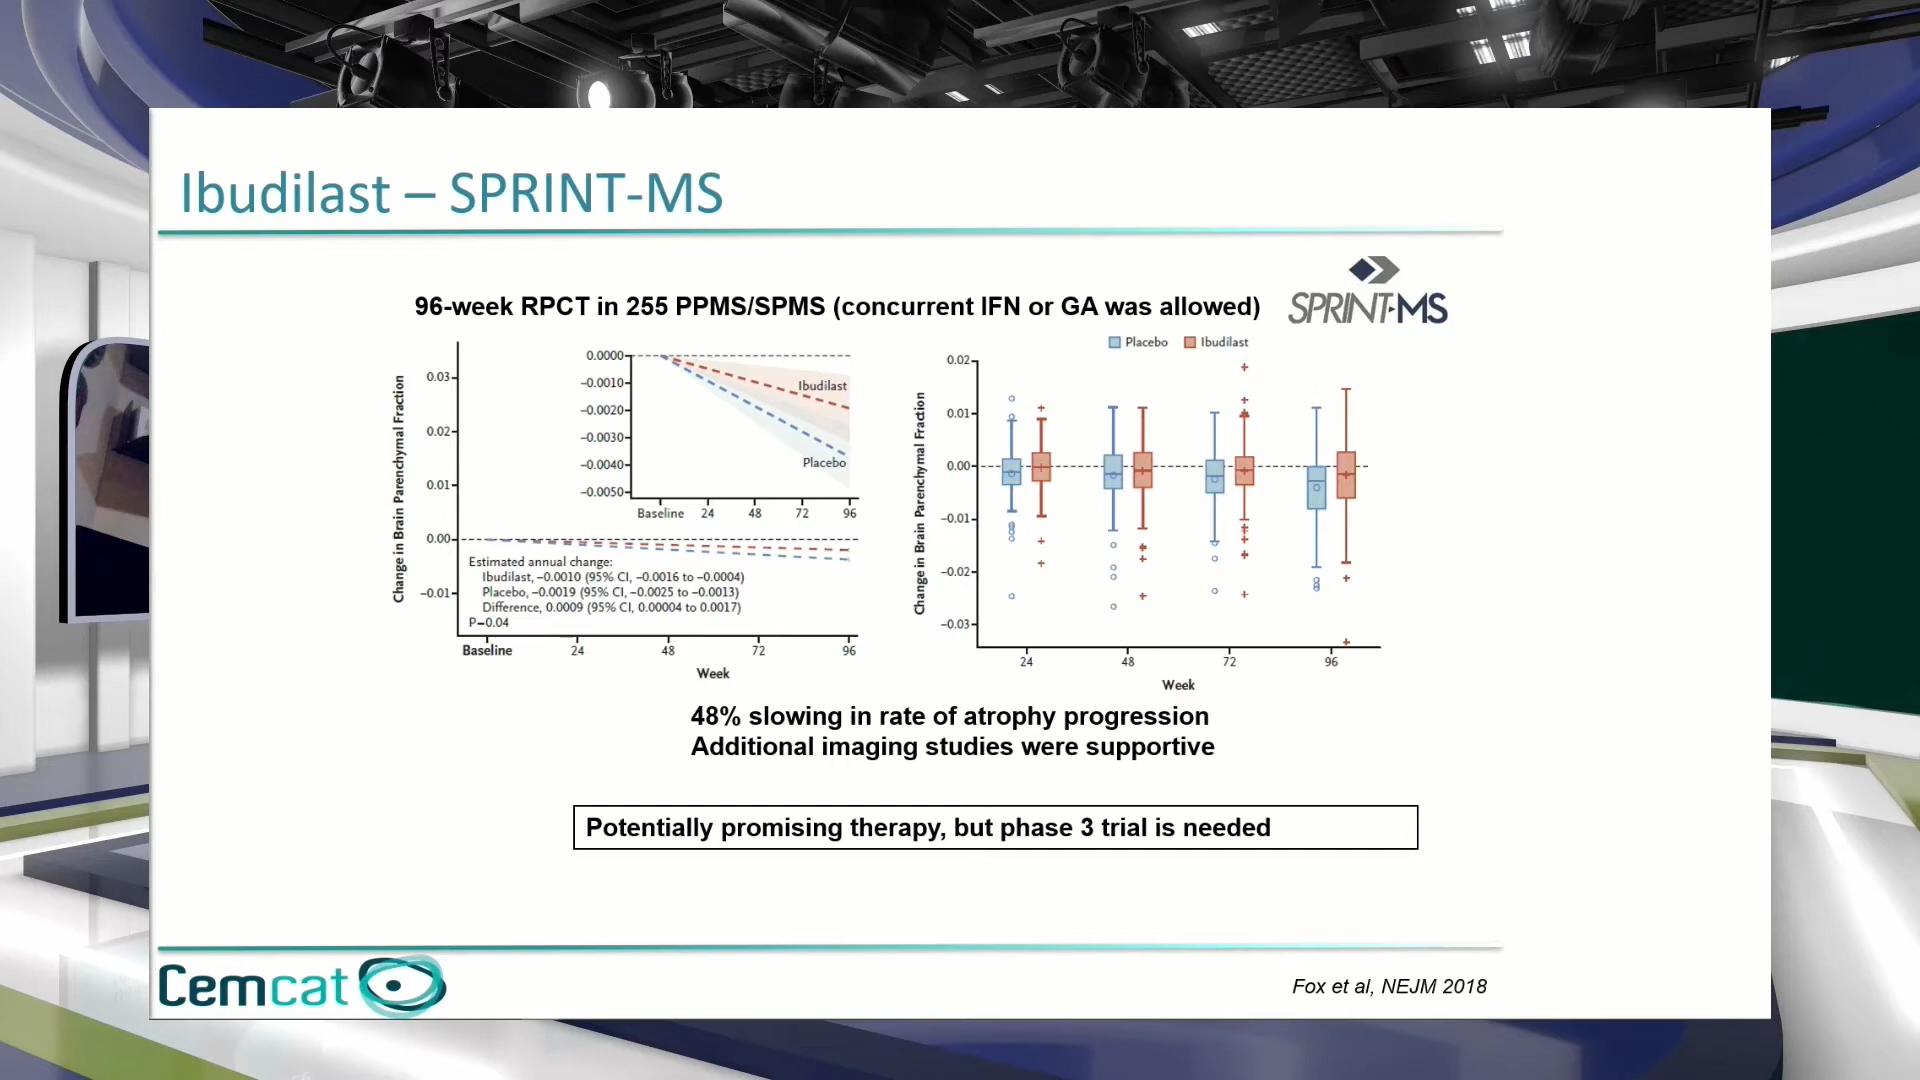 Ibudilast – SPRINT-MS
96-week RPCT in 255 PPMS/SPMS (concurrent IFN or GA was allowed)
SPRINT-MS
Change in Brain Parenchymal Fraction
0.03
0.02
0.01
0.00
−0.01
0.0000
−0.0010
−0.0020
−0.0030
−0.0040
−0.0050
Ibudilast
Placebo
Baseline 24 48 72 96
Estimated annual change:
Ibudilast, −0.0010 (95% CI, −0.0016 to −0.0004)
Placebo, −0.0019 (95% CI, −0.0025 to −0.0013)
Difference, 0.0009 (95% CI, 0.00004 to 0.0017)
P=0.04
Baseline 24 48 72 96
Week
Placebo Ibudilast
Change in Brain Parenchymal Fraction
0.02
0.01
0.00
−0.01
−0.02
−0.03
24 48 72 96
Week
48% slowing in rate of atrophy progression
Additional imaging studies were supportive
Potentially promising therapy, but phase 3 trial is needed
Cemcat
Fox et al, NEJM 2018